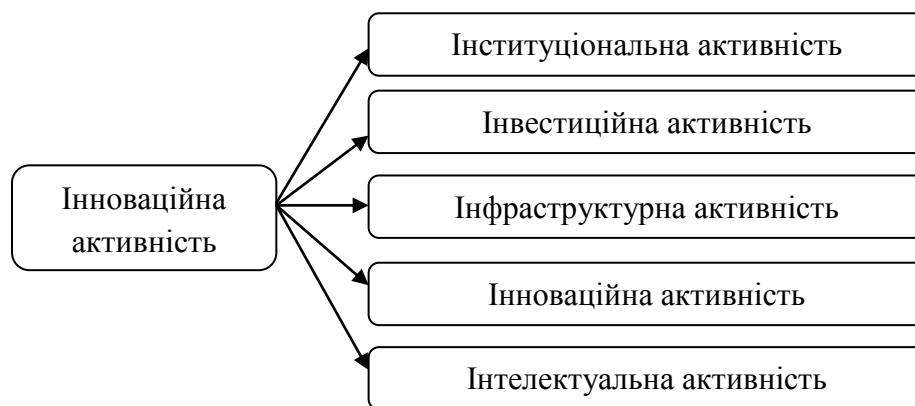 Інституціональна активність
Інвестиційна активність
Інноваційна
активність
Інфраструктурна активність
Інноваційна активність
Інтелектуальна активність